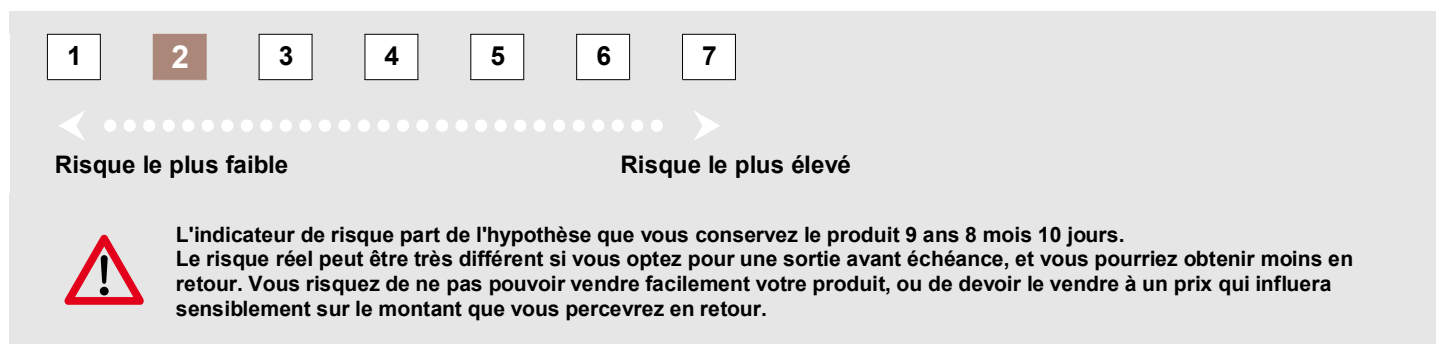 1 2 3 4 5 6 7
Risque le plus faible Risque le plus élevé
L'indicateur de risque part de l'hypothèse que vous conservez le produit 9 ans 8 mois 10 jours.
Le risque réel peut être très différent si vous optez pour une sortie avant échéance, et vous pourriez obtenir moins en
retour. Vous risquez de ne pas pouvoir vendre facilement votre produit, ou de devoir le vendre à un prix qui influera
sensiblement sur le montant que vous percevrez en retour.